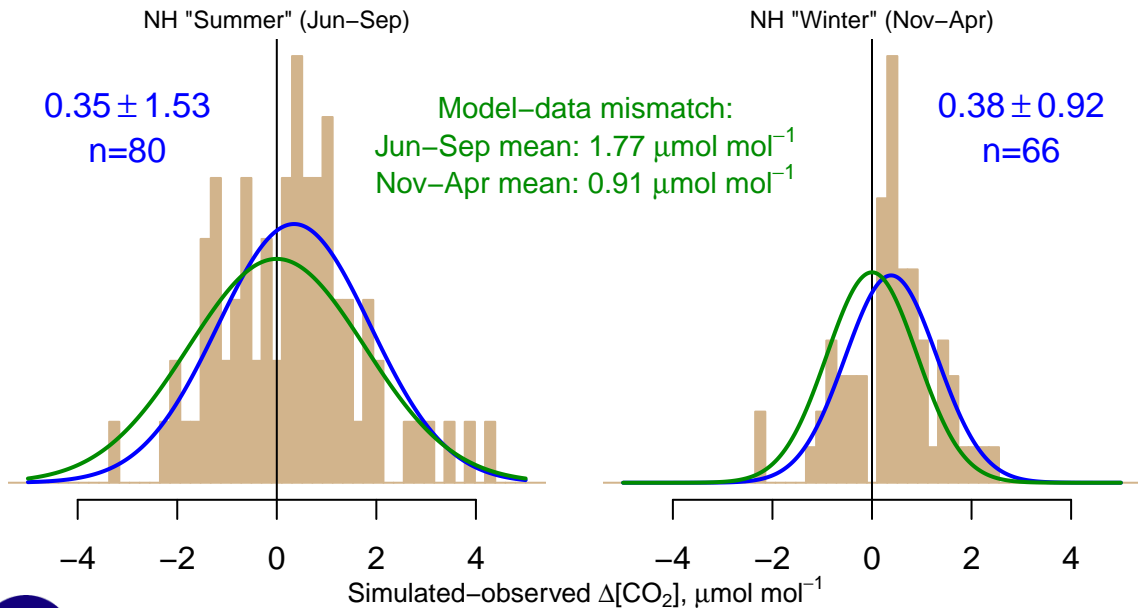 NH "Summer" (Jun−Sep)
NH "Winter" (Nov−Apr)
0.35 ± 1.53
n=80
Model−data mismatch:
Jun−Sep mean: 1.77 μmol mol⁻¹
Nov−Apr mean: 0.91 μmol mol⁻¹
0.38 ± 0.92
n=66
−4 −2 0 2 4
−4 −2 0 2 4
Simulated−observed Δ[CO₂], μmol mol⁻¹